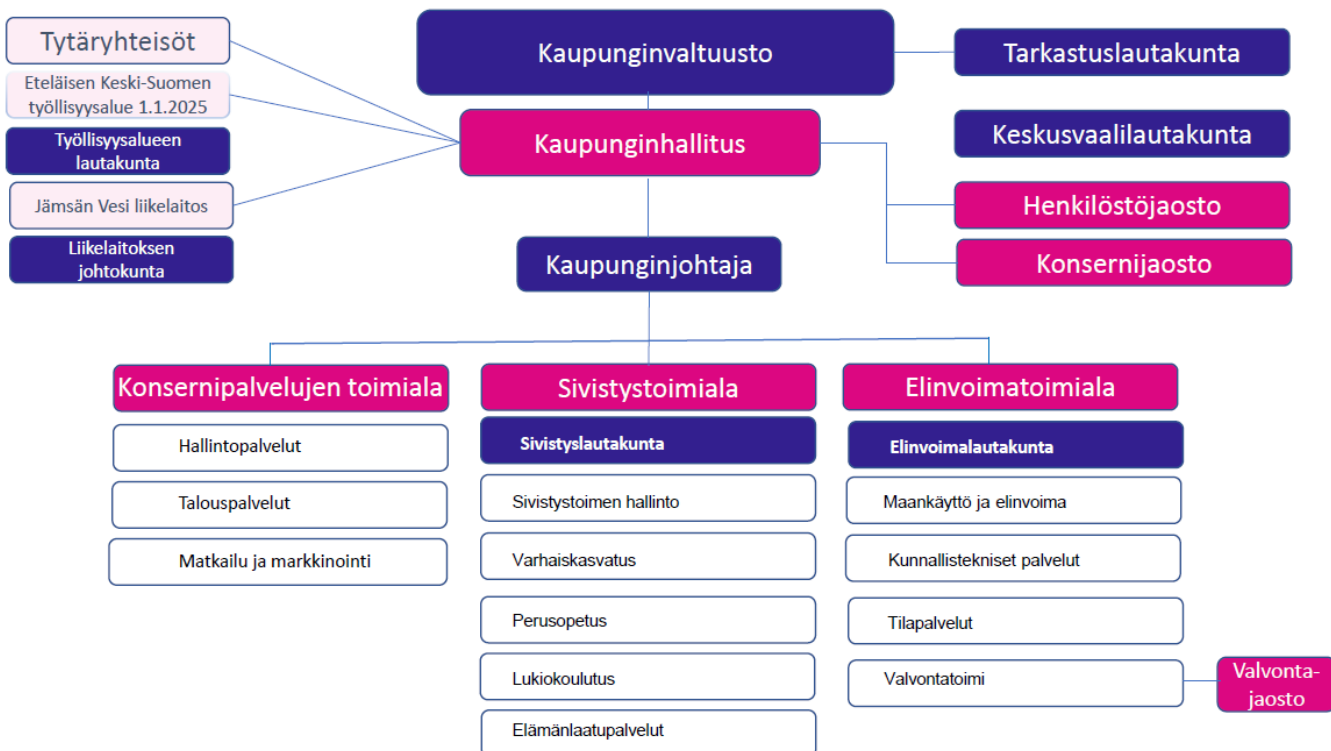 Tytäryhteisöt
Eteläisen Keski-Suomen
työllisyysalue 1.1.2025
Työllisyysalueen
lautakunta
Jämsän Vesi liikelaitos
Liikelaitoksen
johtokunta
Kaupunginvaltuusto
Kaupunginhallitus
Kaupunginjohtaja
Tarkastuslautakunta
Keskusvaalilautakunta
Henkilöstöjaosto
Konsernijaosto
Konsernipalvelujen toimiala
Hallintopalvelut
Talouspalvelut
Matkailu ja markkinointi
Sivistystoimiala
Sivistyslautakunta
Sivistystoimen hallinto
Varhaiskasvatus
Perusopetus
Lukiokoulutus
Elämänlaatupalvelut
Elinvoimatoimiala
Elinvoimalautakunta
Maankäyttö ja elinvoima
Kunnallistekniset palvelut
Tilapalvelut
Valvontatoimi
Valvonta-
jaosto